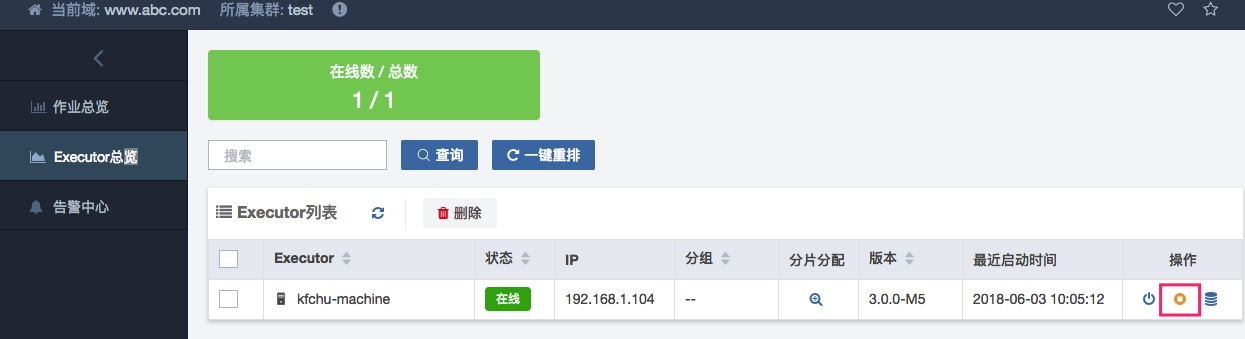 当前域: www.abc.com 所属集群: test
作业总览
Executor总览
告警中心
在线数 / 总数
1 / 1
搜索 查询 一键重排
Executor列表 删除
Executor 状态 IP 分组 分片分配 版本 最近启动时间 操作
kfchu-machine 在线 192.168.1.104 -- 3.0.0-M5 2018-06-03 10:05:12